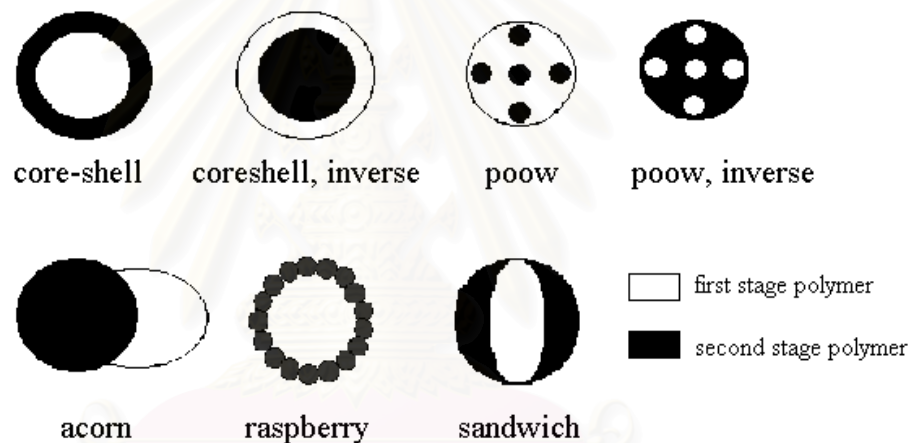 core-shell coreshell, inverse poow poow, inverse
first stage polymer
second stage polymer
acorn raspberry sandwich